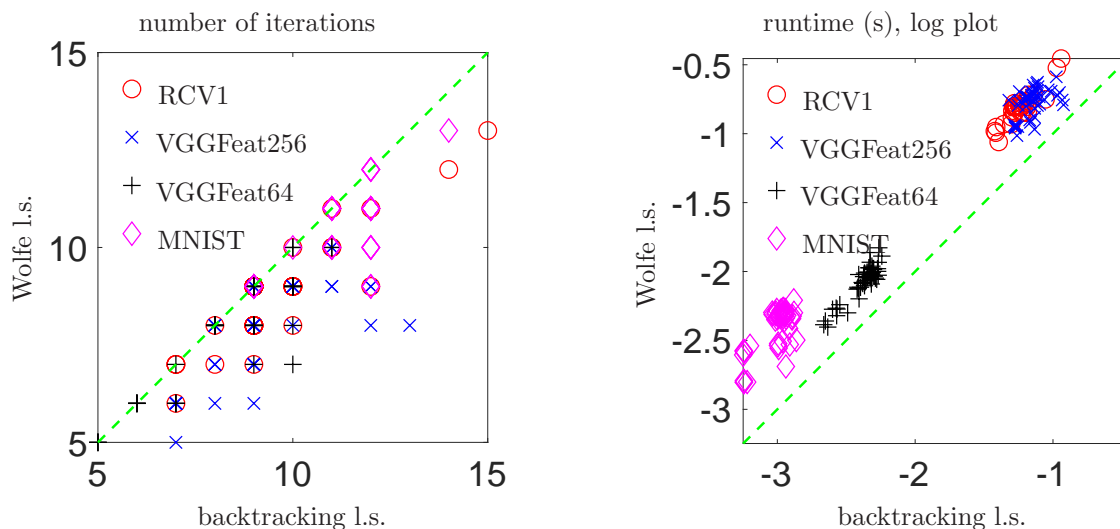 number of iterations
15
RCV1
VGGFeat256
VGGFeat64
10
MNIST
5
5
10
15
Wolfe l.s.
backtracking l.s.
runtime (s), log plot
-0.5
RCV1
-1
VGGFeat256
-1.5
VGGFeat64
-2
MNIST
-2.5
-3
-3
-2
-1
Wolfe l.s.
backtracking l.s.